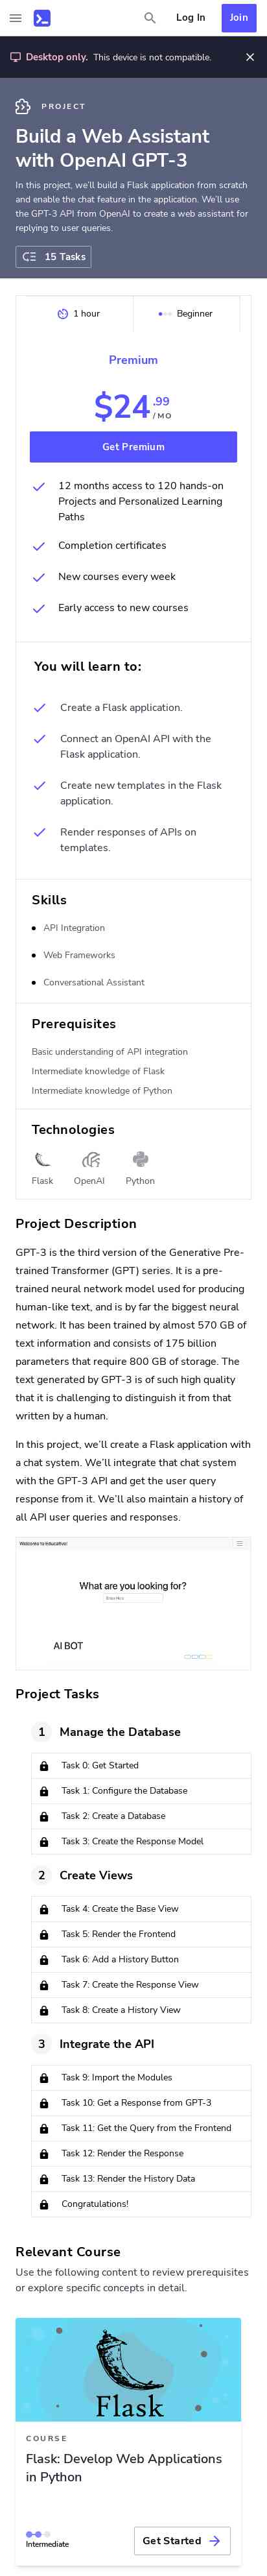 Log In
Join
Desktop only. This device is not compatible.
PROJECT
Build a Web Assistant
with OpenAI GPT-3
In this project, we'll build a Flask application from scratch
and enable the chat feature in the application. We will use
the GPT-3 API from OpenAI to create a web assistant for
replying to user queries.
15 Tasks
1 hour
Beginner
Premium
$24.99
/ MO
Get Premium
12 months access to 120 hands-on
Projects and Personalized Learning
Paths
Completion certificates
New courses every week
Early access to new courses
You will learn to:
Create a Flask application.
Connect an OpenAI API with the
Flask application.
Create new templates in the Flask
application.
Render responses of APIs on
templates.
Skills
API Integration
Web Frameworks
Conversational Assistant
Prerequisites
Basic understanding of API integration
Intermediate knowledge of Flask
Intermediate knowledge of Python
Technologies
Flask
OpenAI
Python
Project Description
GPT-3 is the third version of the Generative Pre-
trained Transformer (GPT) series. It is a pre-
trained neural network model used for producing
human-like text, and is by far the biggest neural
network. It has been trained by almost 570 GB of
text information and consists of 175 billion
parameters that require 800 GB of storage. The
text generated by GPT-3 is of such high quality
that it is challenging to distinguish it from that
written by a human.
In this project, we'll create a Flask application with
a chat system. We'll integrate that chat system
with the GPT-3 API and get the user query
response from it. We'll also maintain a history of
all API user queries and responses.
Welcome to Educative!
What are you looking for?
Enter Here
AI BOT
Project Tasks
1 Manage the Database
Task 0: Get Started
Task 1: Configure the Database
Task 2: Create a Database
Task 3: Create the Response Model
2 Create Views
Task 4: Create the Base View
Task 5: Render the Frontend
Task 6: Add a History Button
Task 7: Create the Response View
Task 8: Create a History View
3 Integrate the API
Task 9: Import the Modules
Task 10: Get a Response from GPT-3
Task 11: Get the Query from the Frontend
Task 12: Render the Response
Task 13: Render the History Data
Congratulations!
Relevant Course
Use the following content to review prerequisites
or explore specific concepts in detail.
Flask
COURSE
Flask: Develop Web Applications
in Python
Intermediate
Get Started